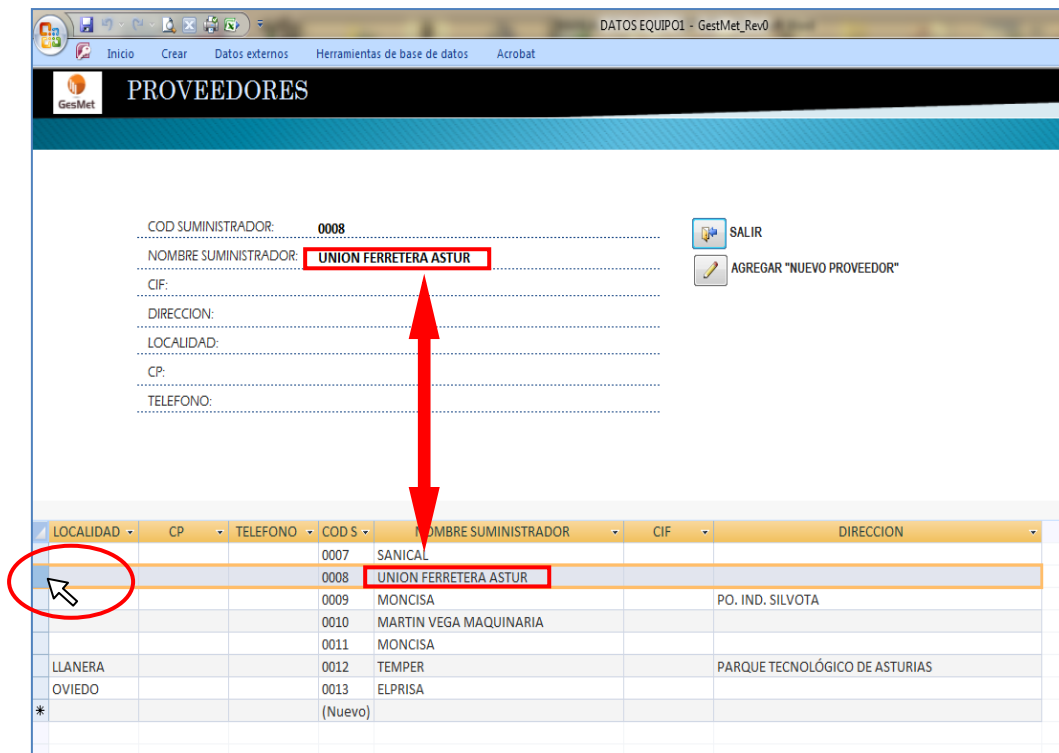 DATOS EQUIPO1 - GestMet_Rev0
Inicio Crear Datos externos Herramientas de base de datos Acrobat
GesMet PROVEEDORES
COD SUMINISTRADOR: 0008
SALIR
NOMBRE SUMINISTRADOR: UNION FERRETERA ASTUR
AGREGAR "NUEVO PROVEEDOR"
CIF:
DIRECCION:
LOCALIDAD:
CP:
TELEFONO:
LOCALIDAD CP TELEFONO COD S NOMBRE SUMINISTRADOR CIF DIRECCION
0007 SANICAL
0008 UNION FERRETERA ASTUR
0009 MONCISA PO. IND. SILVOTA
0010 MARTIN VEGA MAQUINARIA
0011 MONCISA
LLANERA 0012 TEMPER PARQUE TECNOLÓGICO DE ASTURIAS
OVIEDO 0013 ELPRISA
* (Nuevo)